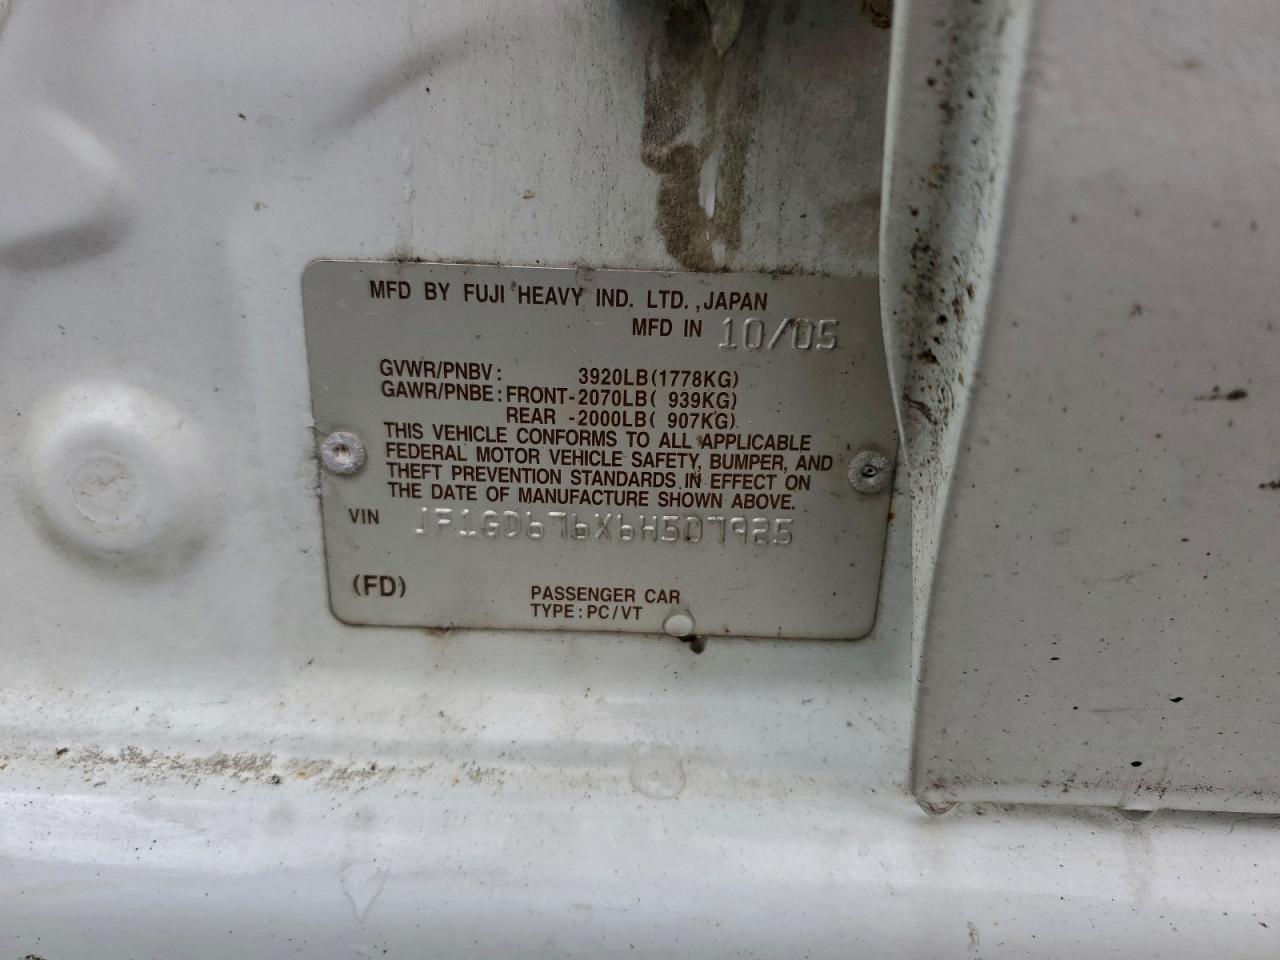 MFD BY FUJI HEAVY IND. LTD., JAPAN
MFD IN 10/05
GVWR/PNBV: 3920LB(1778KG)
GAWR/PNBE: FRONT-2070LB( 939KG)
REAR -2000LB( 907KG)
THIS VEHICLE CONFORMS TO ALL APPLICABLE
FEDERAL MOTOR VEHICLE SAFETY, BUMPER, AND
THEFT PREVENTION STANDARDS IN EFFECT ON
THE DATE OF MANUFACTURE SHOWN ABOVE.
VIN JF1GD676X6H507925
(FD) PASSENGER CAR
TYPE: PC/VT